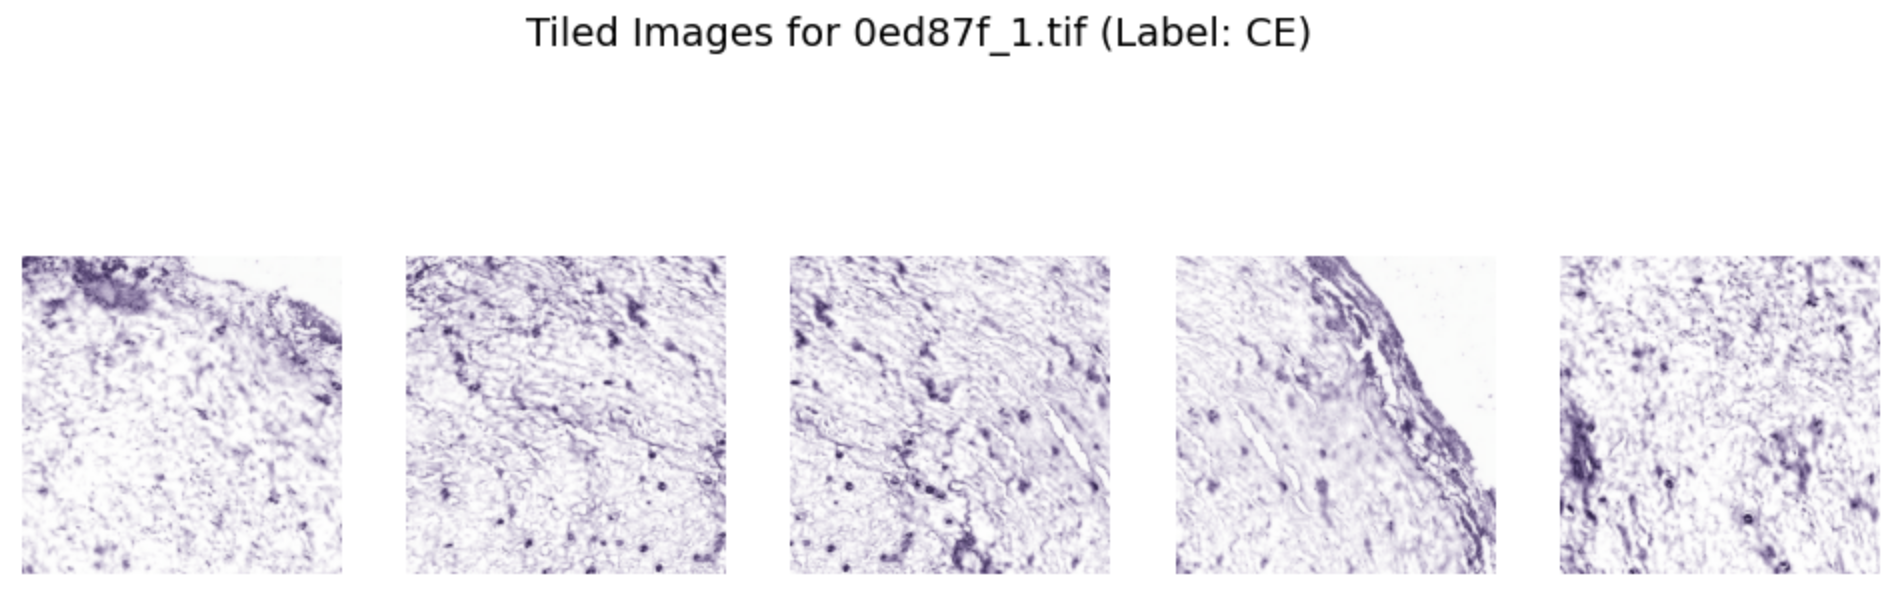 Tiled Images for 0ed87f_1.tif (Label: CE)